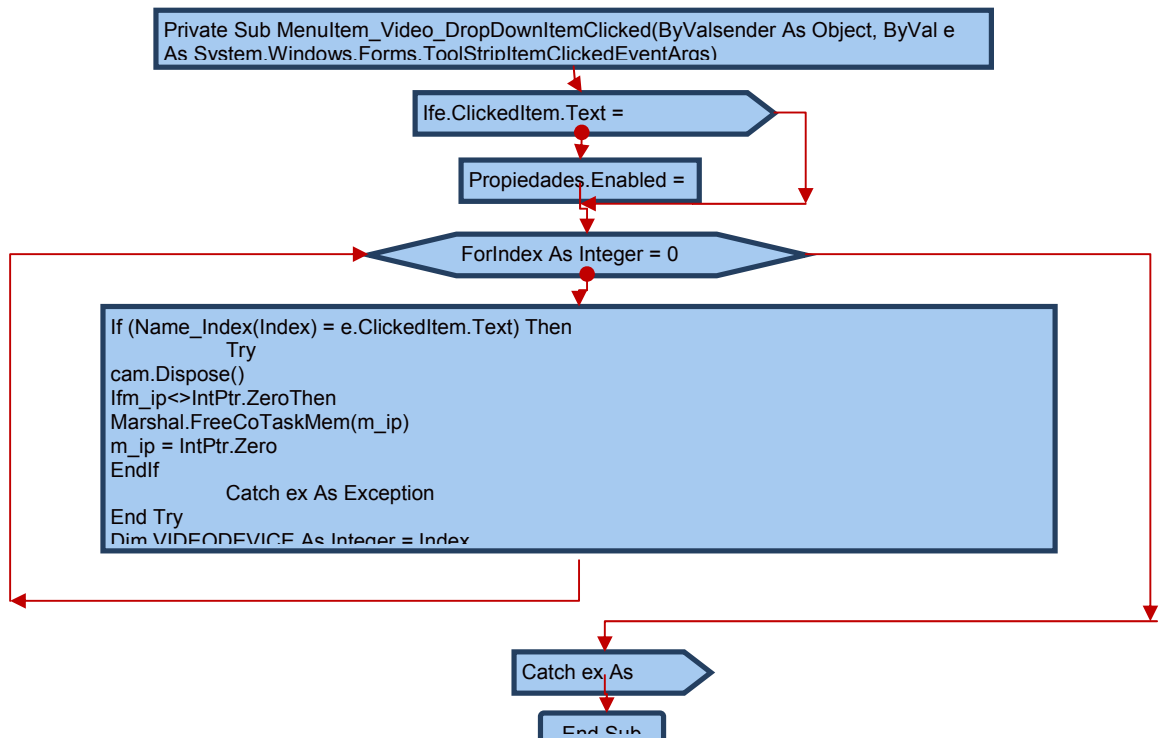 Private Sub MenuItem_Video_DropDownItemClicked(ByValsender As Object, ByVal e
As System.Windows.Forms.ToolStripItemClickedEventArgs)
Ife.ClickedItem.Text =
Propiedades.Enabled =
ForIndex As Integer = 0
If (Name_Index(Index) = e.ClickedItem.Text) Then
Try
cam.Dispose()
Ifm_ip<>IntPtr.ZeroThen
Marshal.FreeCoTaskMem(m_ip)
m_ip = IntPtr.Zero
EndIf
Catch ex As Exception
End Try
Dim VIDEODEVICE As Integer = Index
Catch ex As
End Sub